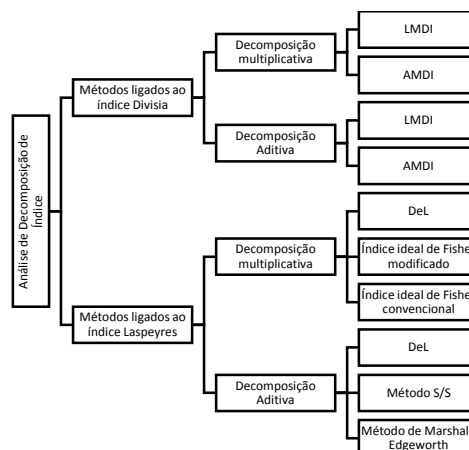 Análise de Decomposição de
Índice
Métodos ligados ao
índice Divisia
Decomposição
multiplicativa
LMDI
AMDI
Decomposição
Aditiva
LMDI
AMDI
Métodos ligados ao
índice Laspeyres
Decomposição
multiplicativa
DeL
Índice ideal de Fishe
modificado
Índice ideal de Fishe
convencional
Decomposição
Aditiva
DeL
Método S/S
Método de Marshal
Edgeworth